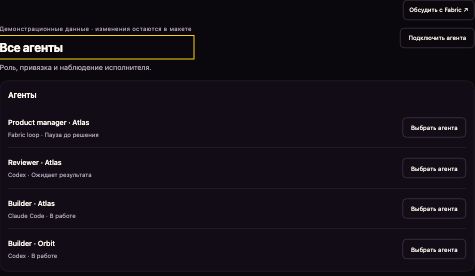 Обсудить с Fabric ↗
Демонстрационные данные · изменения остаются в макете
Все агенты
Подключить агента
Роль, привязка и наблюдение исполнителя.
Агенты
Product manager · Atlas
Fabric loop · Пауза до решения
Выбрать агента
Reviewer · Atlas
Codex · Ожидает результата
Выбрать агента
Builder · Atlas
Claude Code · В работе
Выбрать агента
Builder · Orbit
Codex · В работе
Выбрать агента